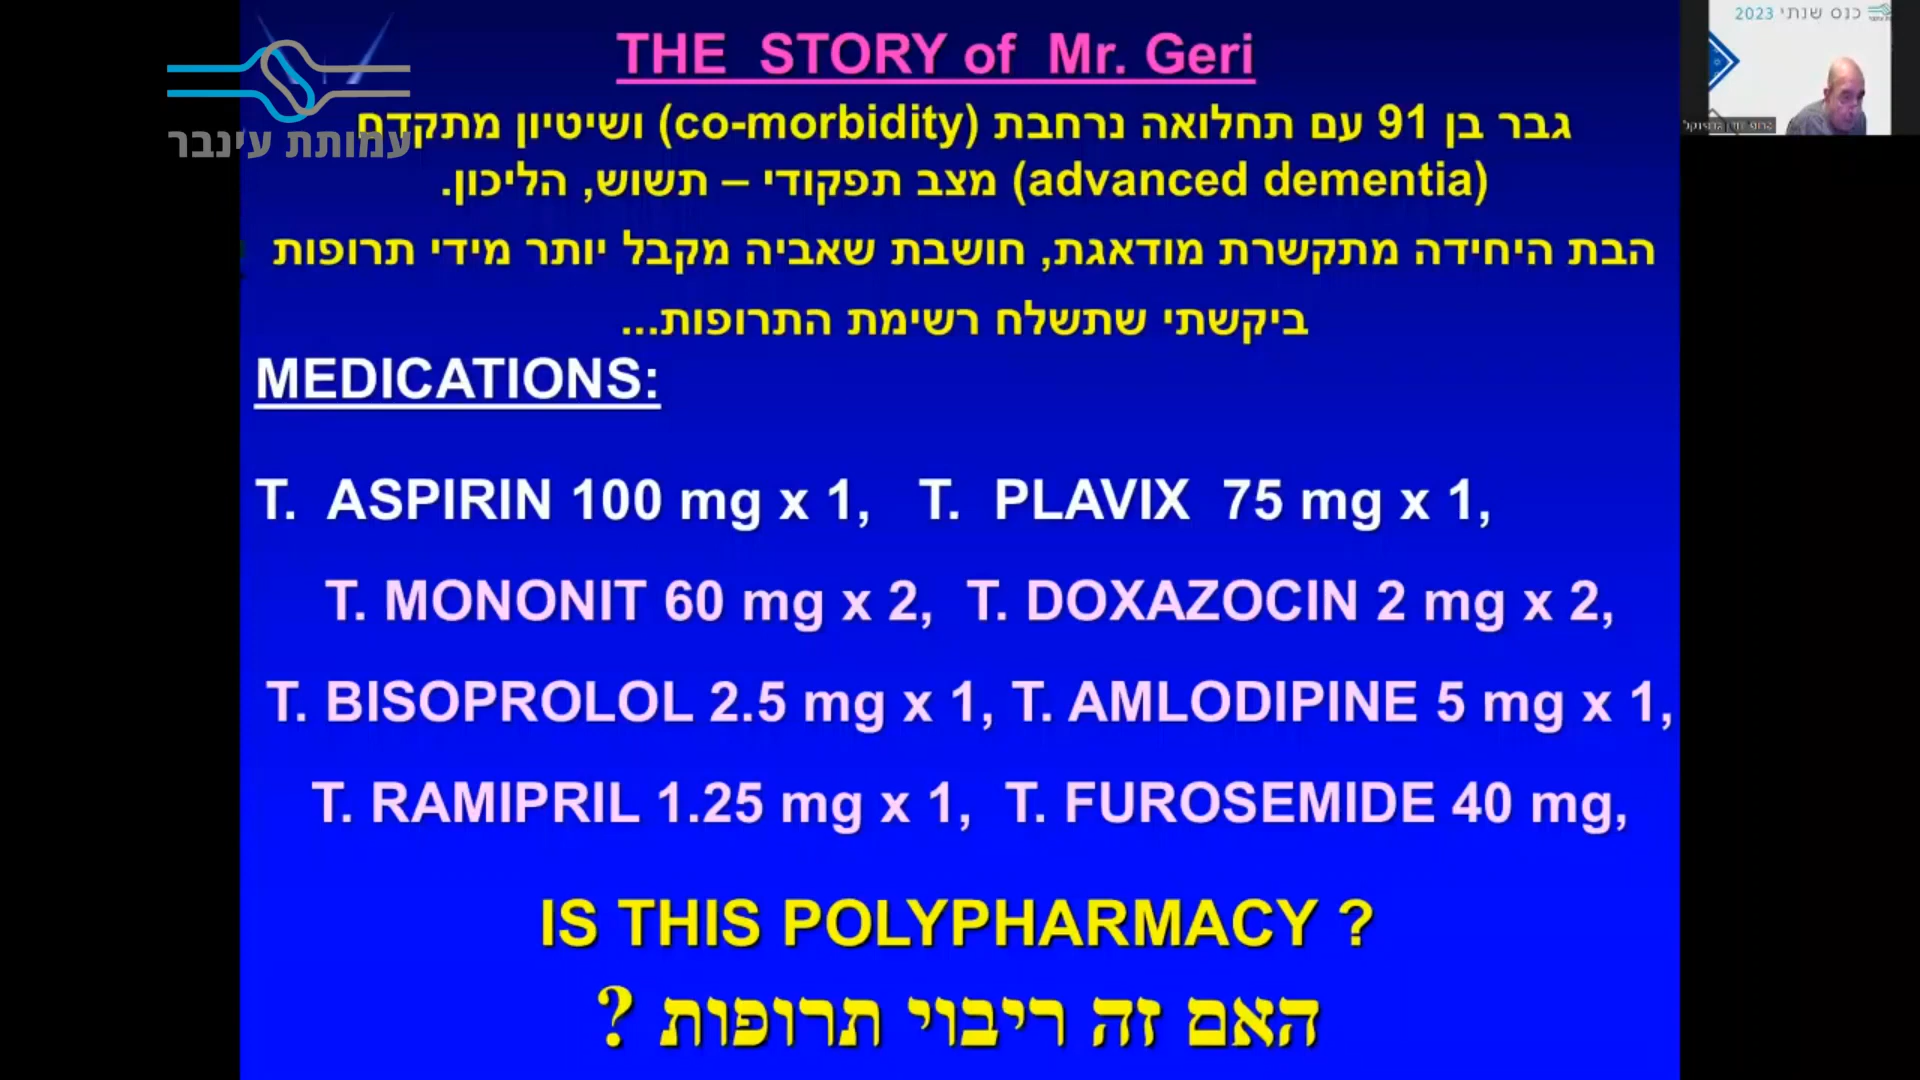 THE STORY of Mr. Geri
גבר בן 91 עם תחלואה נרחבת (co-morbidity) ושיטיון מתקדם
(advanced dementia) מצב תפקודי – תשוש, הליכון.
הבת היחידה מתקשרת מודאגת, חושבת שאביה מקבל יותר מידי תרופות
ביקשתי שתשלח רשימת התרופות...
MEDICATIONS:
T. ASPIRIN 100 mg x 1, T. PLAVIX 75 mg x 1,
T. MONONIT 60 mg x 2, T. DOXAZOCIN 2 mg x 2,
T. BISOPROLOL 2.5 mg x 1, T. AMLODIPINE 5 mg x 1,
T. RAMIPRIL 1.25 mg x 1, T. FUROSEMIDE 40 mg,
IS THIS POLYPHARMACY ?
האם זה ריבוי תרופות ?
עמותת עינבר
כנס שנתי 2023